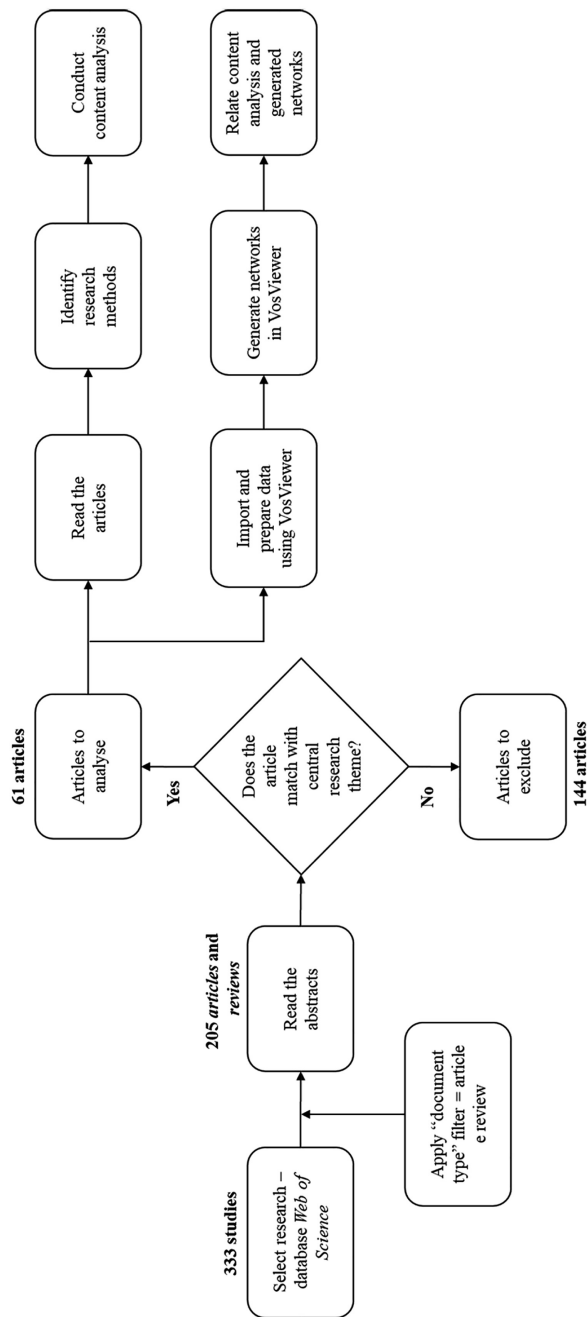 333 studies
Select research –
database Web of
Science
Apply “document
type” filter = article
e review
205 articles and
reviews
Read the
abstracts
Does the
article
match with
central
research
theme?
Yes
No
61 articles
Articles to
analyse
Articles to
exclude
144 articles
Read the
articles
Identify
research
methods
Conduct
content analysis
Import and
prepare data
using VosViewer
Generate networks
in VosViewer
Relate content
analysis and
generated
networks